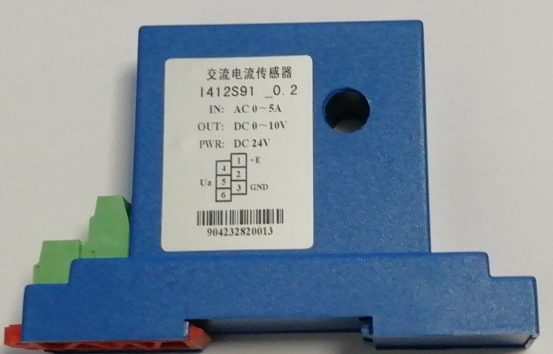 交流电流传感器
I412S91 _0.2
IN: AC 0～5A
OUT: DC 0～10V
PWR: DC 24V
1 +E
4
2
Uz 5
3 GND
6
904232820013